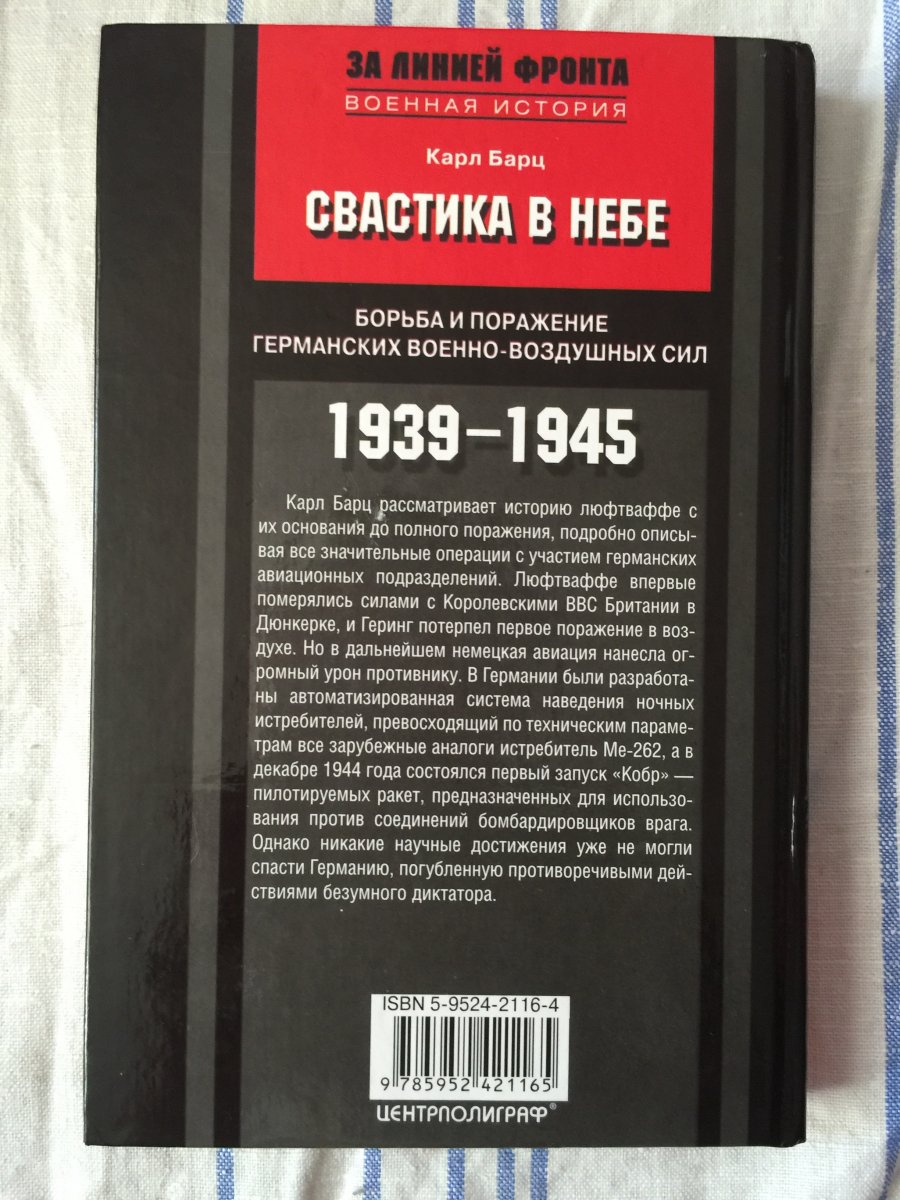 ЗА ЛИНИЕЙ ФРОНТА
ВОЕННАЯ ИСТОРИЯ
Карл Барц
СВАСТИКА В НЕБЕ
БОРЬБА И ПОРАЖЕНИЕ
ГЕРМАНСКИХ ВОЕННО-ВОЗДУШНЫХ СИЛ
1939–1945
Карл Барц рассматривает историю люфтваффе с
их основания до полного поражения, подробно описы-
вая все значительные операции с участием германских
авиационных подразделений. Люфтваффе впервые
померялись силами с Королевскими ВВС Британии в
Дюнкерке, и Геринг потерпел первое поражение в воз-
духе. Но в дальнейшем немецкая авиация нанесла ог-
ромный урон противнику. В Германии были разработа-
ны автоматизированная система наведения ночных
истребителей, превосходящий по техническим параме-
трам все зарубежные аналоги истребитель Ме-262, а в
декабре 1944 года состоялся первый запуск «Кобр» —
пилотируемых ракет, предназначенных для использо-
вания против соединений бомбардировщиков врага.
Однако никакие научные достижения уже не могли
спасти Германию, погубленную противоречивыми дей-
ствиями безумного диктатора.
ISBN 5-9524-2116-4
9 785952 421165
ЦЕНТРПОЛИГРАФ®